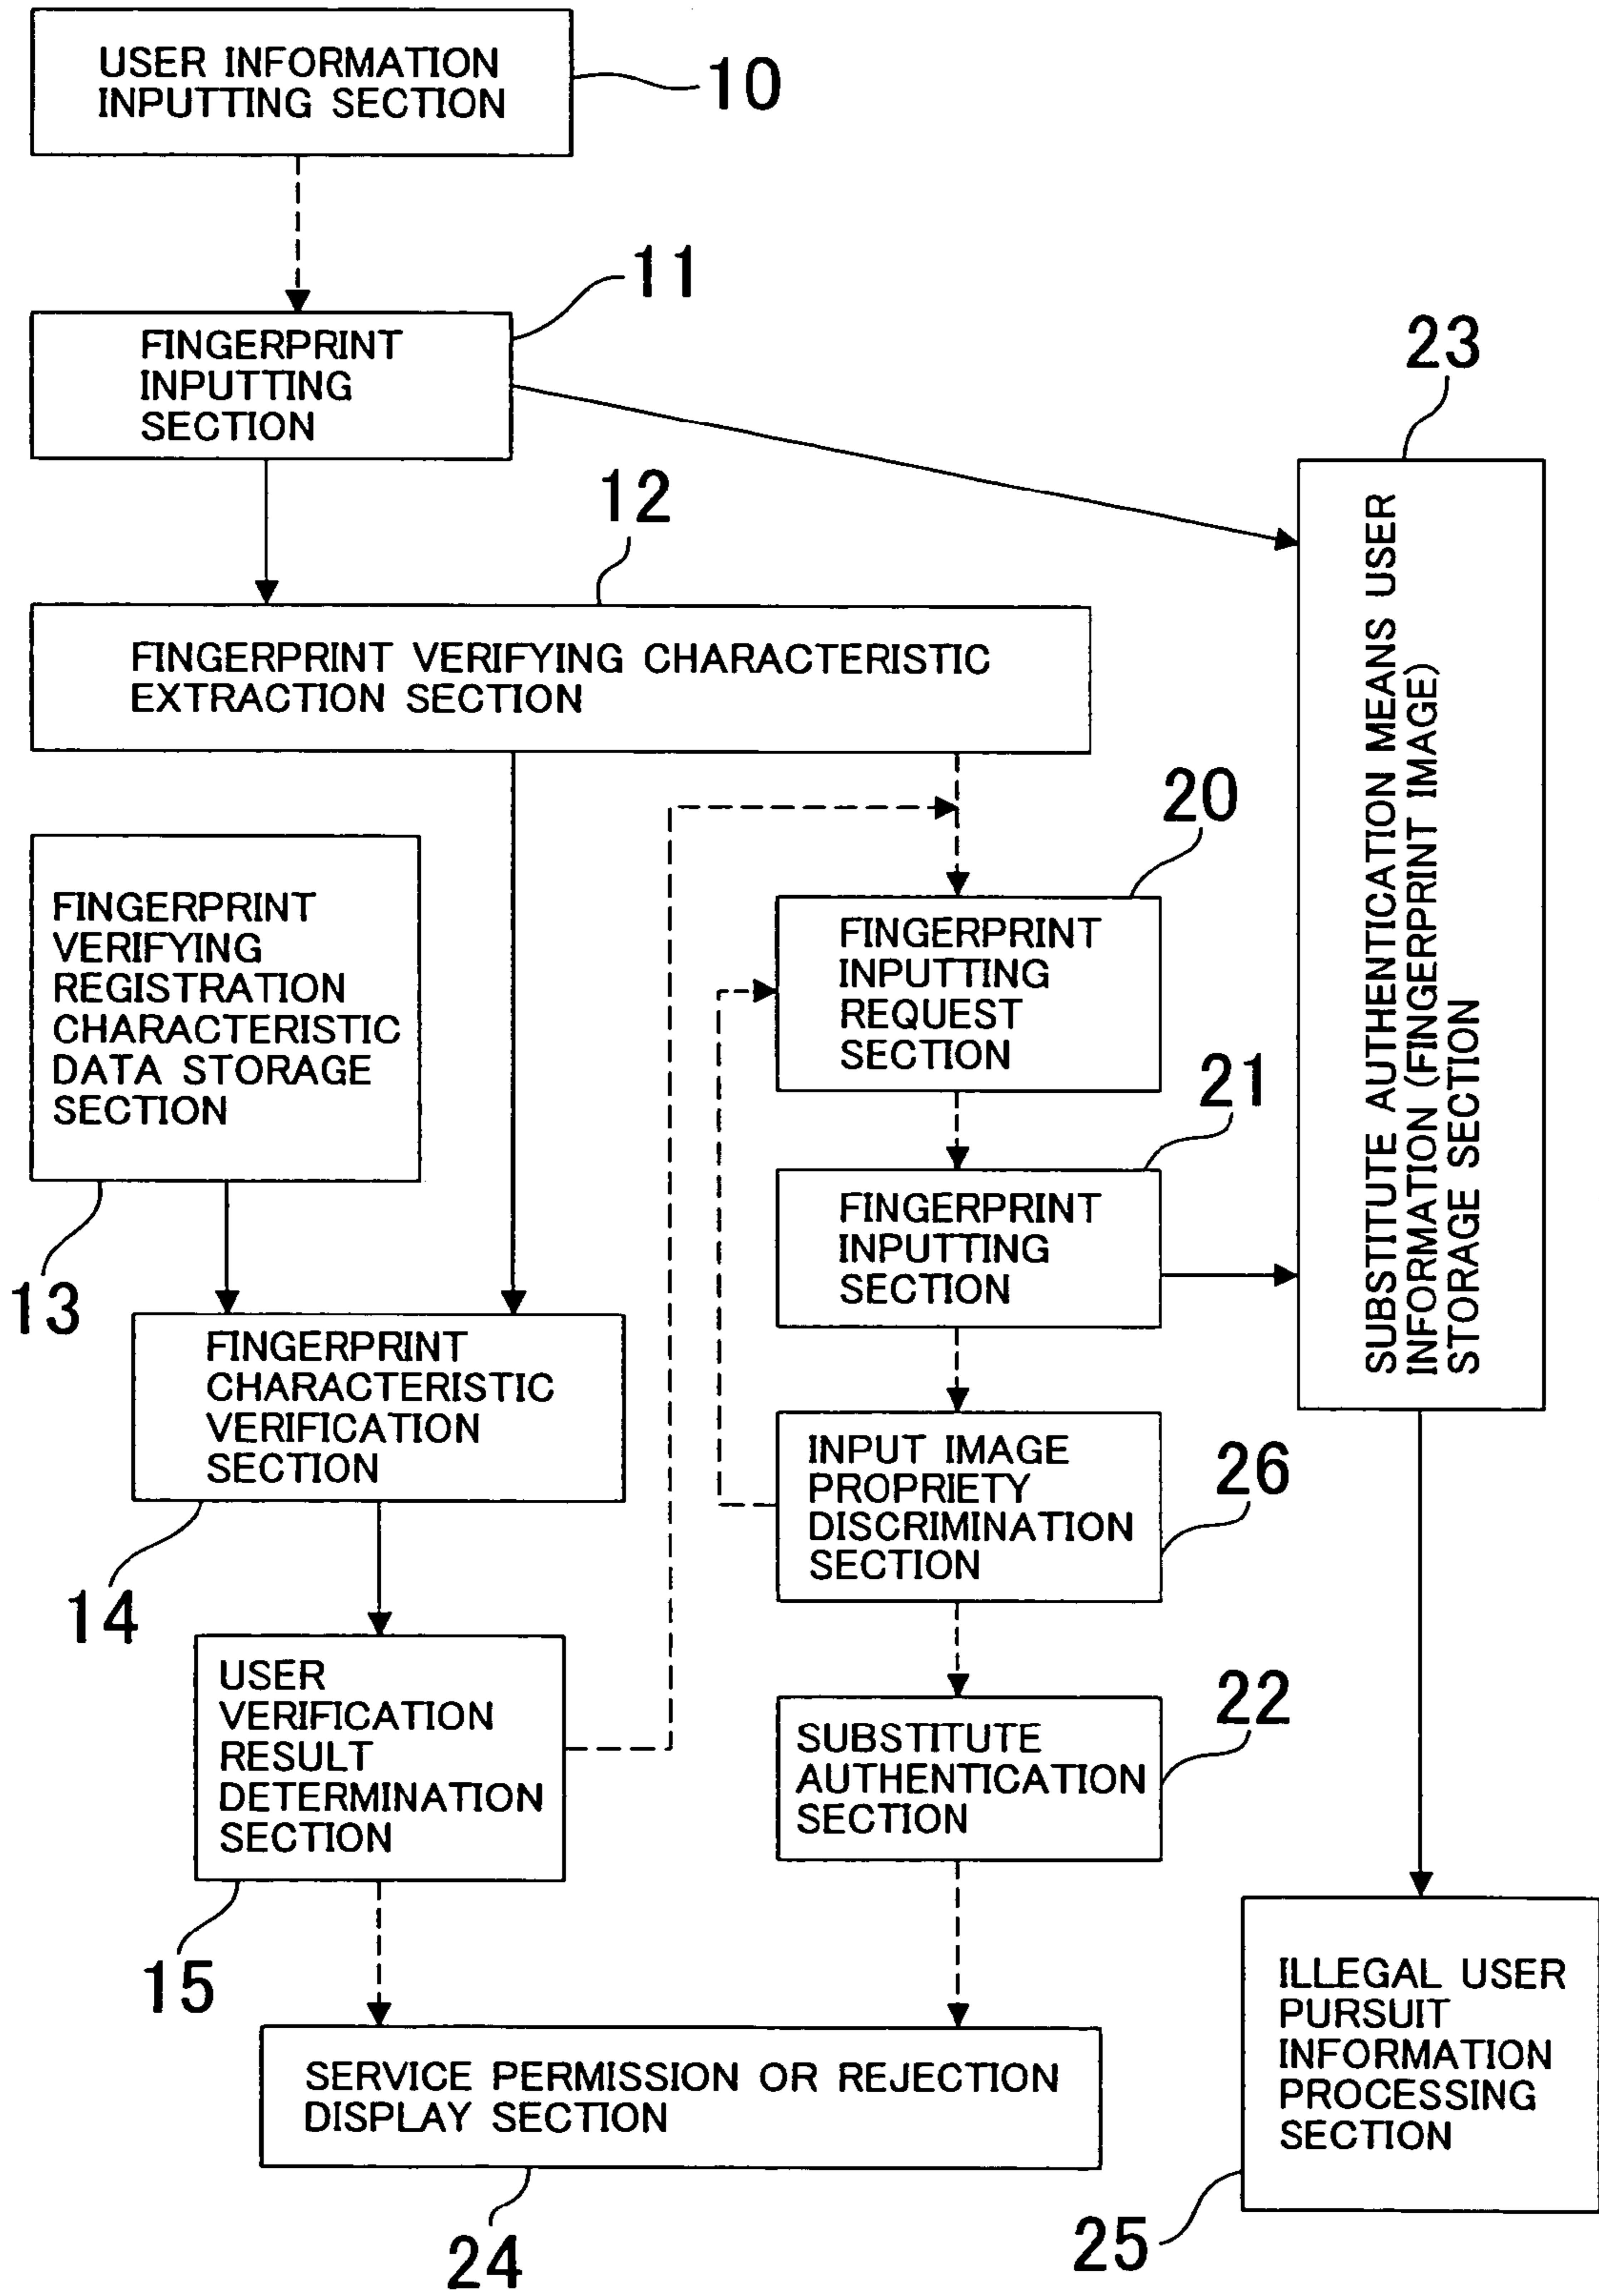 USER INFORMATION
INPUTTING SECTION
10
11
FINGERPRINT
INPUTTING
SECTION
23
12
FINGERPRINT VERIFYING CHARACTERISTIC
EXTRACTION SECTION
SUBSTITUTE AUTHENTICATION MEANS USER
INFORMATION (FINGERPRINT IMAGE)
STORAGE SECTION
20
FINGERPRINT
VERIFYING
REGISTRATION
CHARACTERISTIC
DATA STORAGE
SECTION
FINGERPRINT
INPUTTING
REQUEST
SECTION
21
13
FINGERPRINT
INPUTTING
SECTION
FINGERPRINT
CHARACTERISTIC
VERIFICATION
SECTION
14
INPUT IMAGE
PROPRIETY
DISCRIMINATION
SECTION
26
USER
VERIFICATION
RESULT
DETERMINATION
SECTION
15
SUBSTITUTE
AUTHENTICATION
SECTION
22
SERVICE PERMISSION OR REJECTION
DISPLAY SECTION
24
ILLEGAL USER
PURSUIT
INFORMATION
PROCESSING
SECTION
25